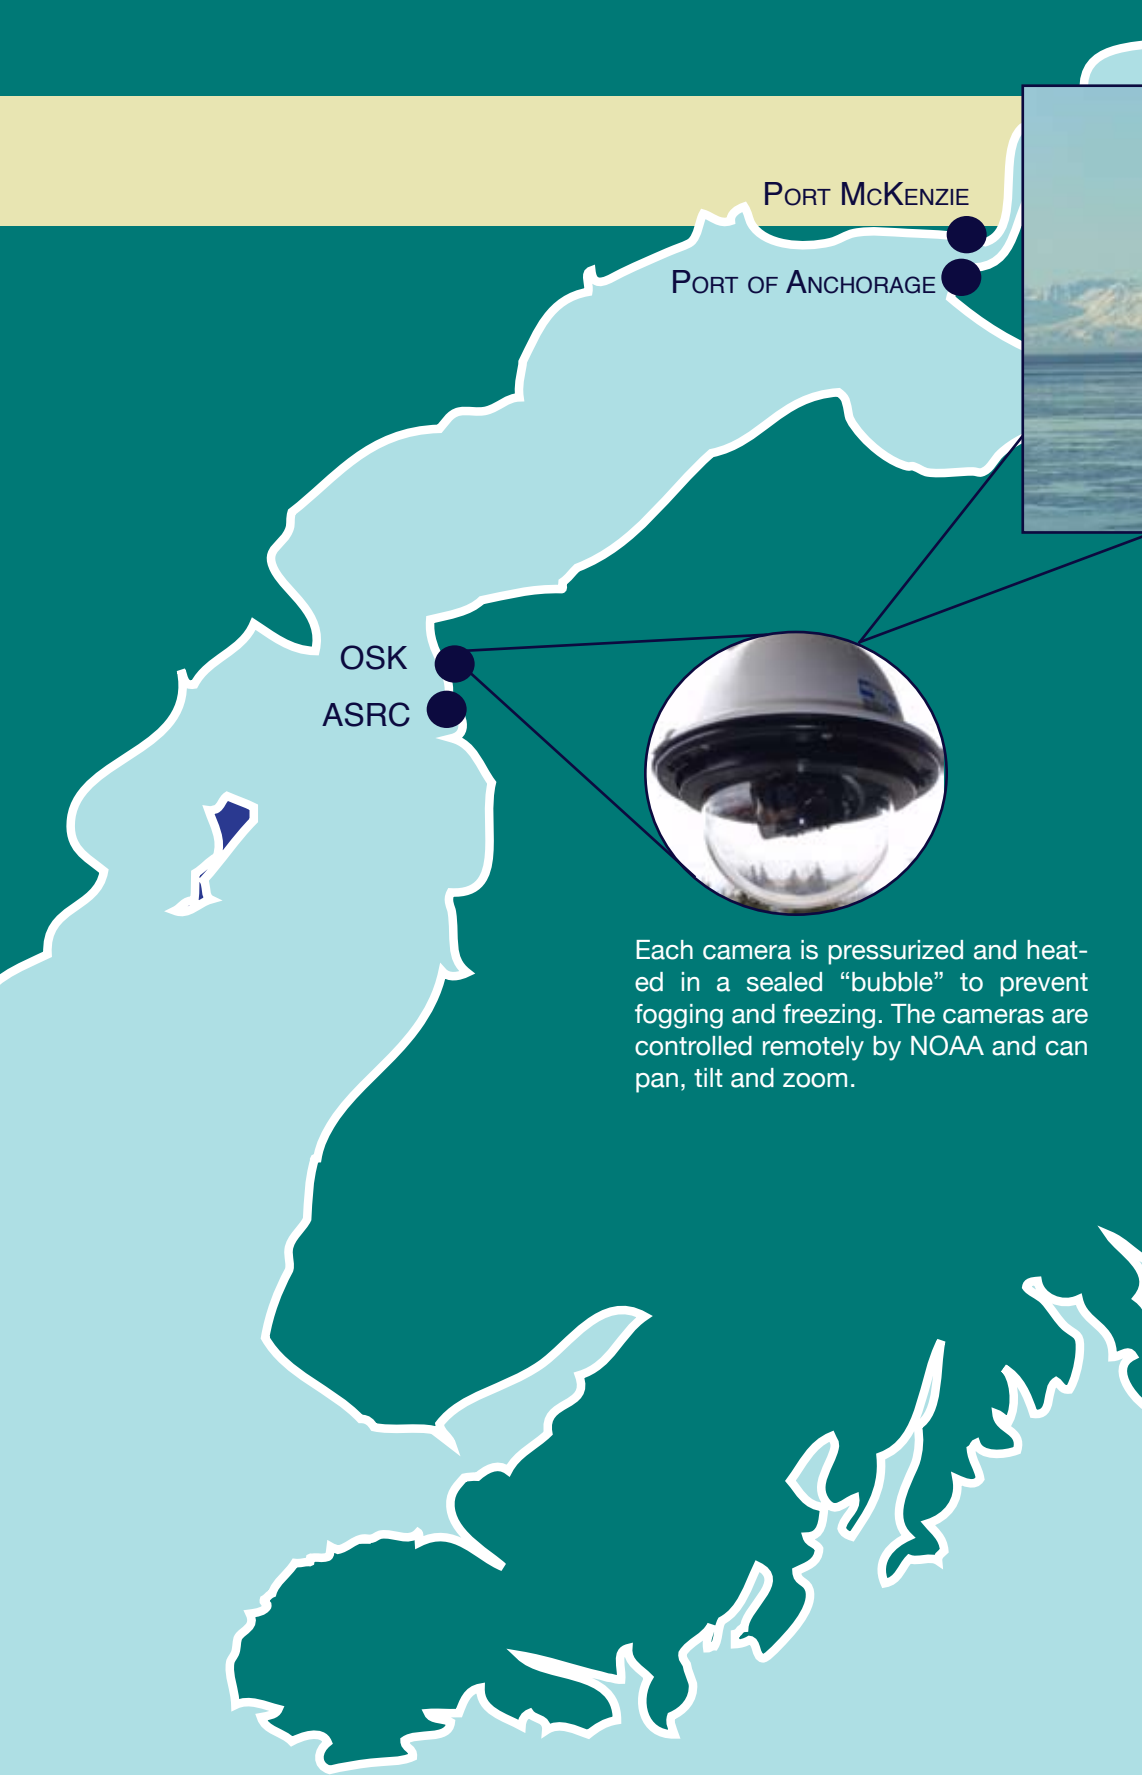 Port McKenzie
Port of Anchorage
OSK
ASRC
Each camera is pressurized and heat-
ed in a sealed “bubble” to prevent
fogging and freezing. The cameras are
controlled remotely by NOAA and can
pan, tilt and zoom.